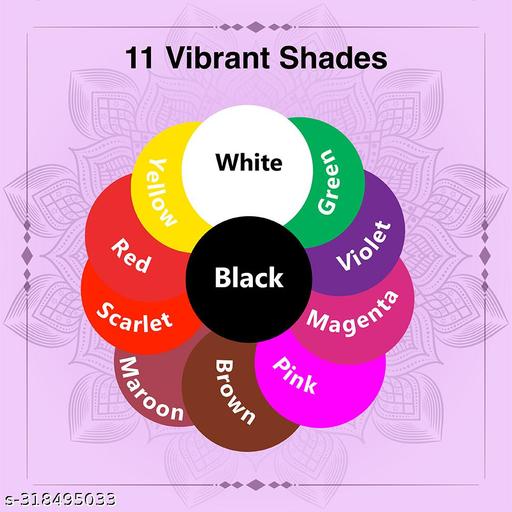 11 Vibrant Shades
White
Yellow
Green
Red
Violet
Black
Scarlet
Magenta
Maroon
Brown
Pink
s-318495033